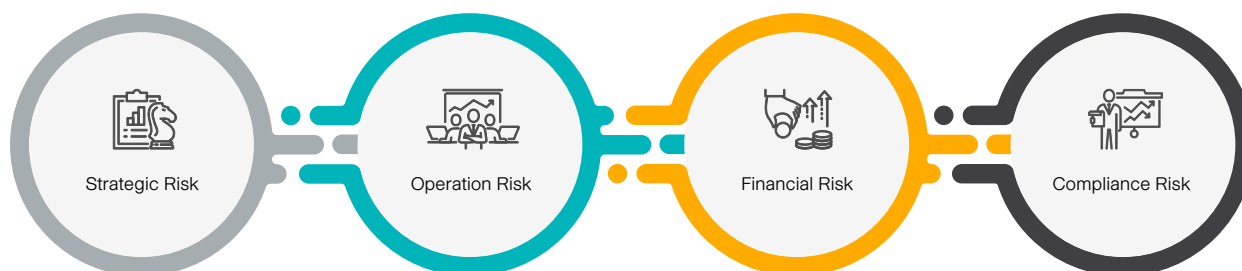 Strategic Risk
Operation Risk
Financial Risk
Compliance Risk